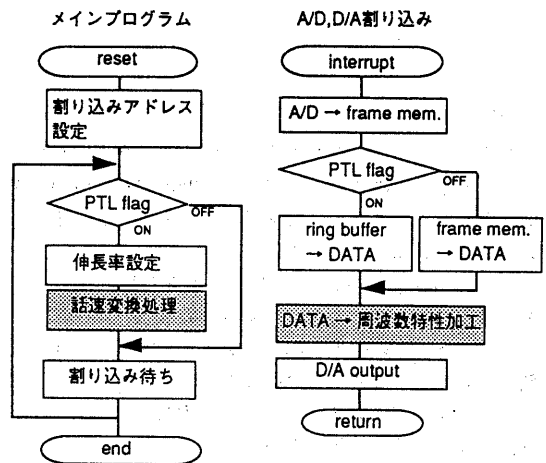 メインプログラム
reset
割り込みアドレス
設定
PTL flag
OFF
ON
伸長率設定
話速変換処理
割り込み待ち
end
A/D,D/A割り込み
interrupt
A/D → frame mem.
PTL flag
OFF
ON
ring buffer
→ DATA
frame mem.
→ DATA
DATA → 周波数特性加工
D/A output
return